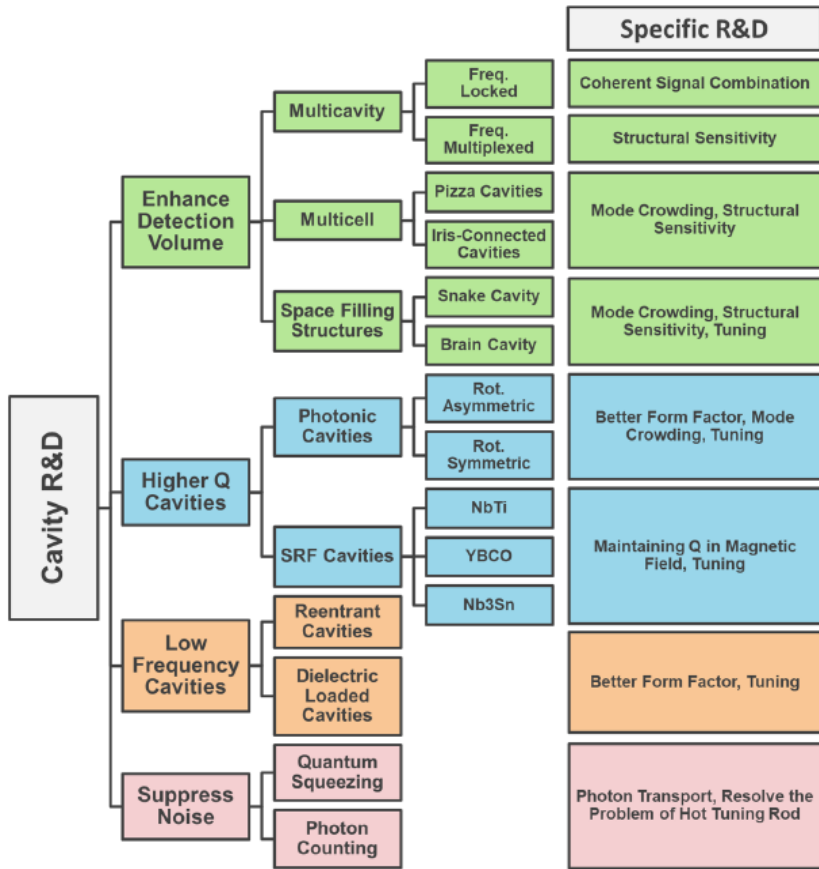 Specific R&D
Freq.
Locked
Coherent Signal Combination
Multicavity
Freq.
Multiplexed
Structural Sensitivity
Enhance
Detection
Volume
Pizza Cavities
Multicell
Iris-Connected
Cavities
Mode Crowding, Structural
Sensitivity
Snake Cavity
Space Filling
Structures
Brain Cavity
Mode Crowding, Structural
Sensitivity, Tuning
Cavity R&D
Rot.
Asymmetric
Photonic
Cavities
Rot.
Symmetric
Better Form Factor, Mode
Crowding, Tuning
Higher Q
Cavities
NbTi
SRF Cavities
YBCO
Nb3Sn
Maintaining Q in Magnetic
Field, Tuning
Reentrant
Cavities
Low
Frequency
Cavities
Dielectric
Loaded
Cavities
Better Form Factor, Tuning
Quantum
Squeezing
Suppress
Noise
Photon
Counting
Photon Transport, Resolve the
Problem of Hot Tuning Rod